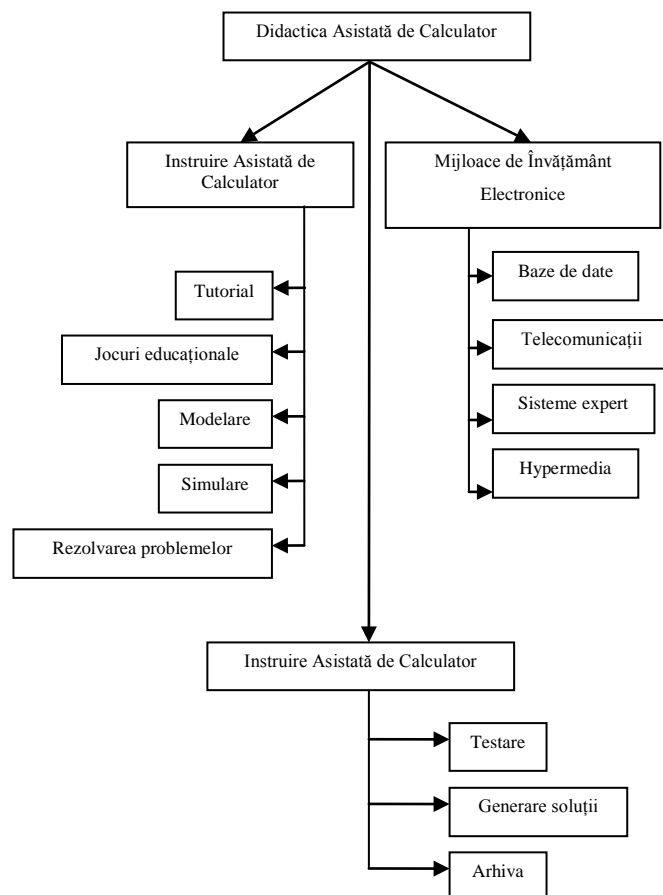 Didactica Asistată de Calculator
Instruire Asistată de
Calculator
Mijloace de Învățământ
Electronice
Tutorial
Jocuri educaționale
Modelare
Simulare
Rezolvarea problemelor
Baze de date
Telecomunicații
Sisteme expert
Hypermedia
Instruire Asistată de Calculator
Testare
Generare soluții
Arhiva